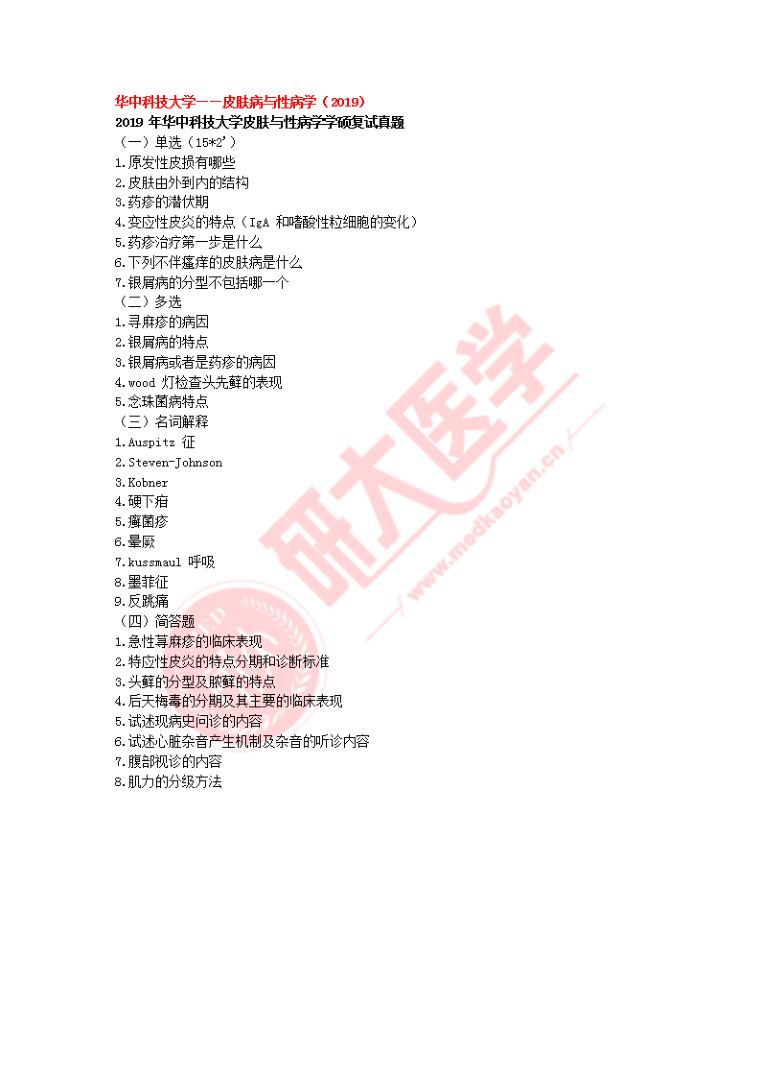 华中科技大学——皮肤病与性病学（2019）
2019 年华中科技大学皮肤与性病学学硕复试真题
（一）单选（15*2'）
1.原发性皮损有哪些
2.皮肤由外到内的结构
3.药疹的潜伏期
4.变应性皮炎的特点（IgA 和嗜酸性粒细胞的变化）
5.药疹治疗第一步是什么
6.下列不伴瘙痒的皮肤病是什么
7.银屑病的分型不包括哪一个
（二）多选
1.寻麻疹的病因
2.银屑病的特点
3.银屑病或者是药疹的病因
4.wood 灯检查头先藓的表现
5.念珠菌病特点
（三）名词解释
1.Auspitz 征
2.Steven-Johnson
3.Kobner
4.硬下疳
5.癣菌疹
6.晕厥
7.kussmaul 呼吸
8.墨菲征
9.反跳痛
（四）简答题
1.急性荨麻疹的临床表现
2.特应性皮炎的特点分期和诊断标准
3.头藓的分型及脓藓的特点
4.后天梅毒的分期及其主要的临床表现
5.试述现病史问诊的内容
6.试述心脏杂音产生机制及杂音的听诊内容
7.腹部视诊的内容
8.肌力的分级方法
研大医学
www.medkaoyan.cn